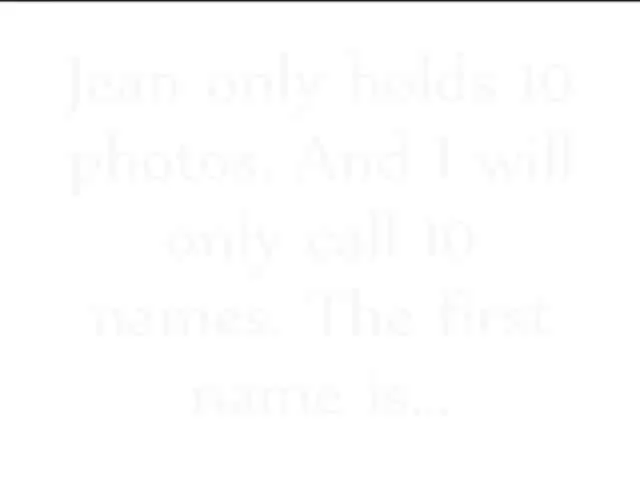 Jean only holds 10
photos. And I will
only call 10
names. The first
name is...